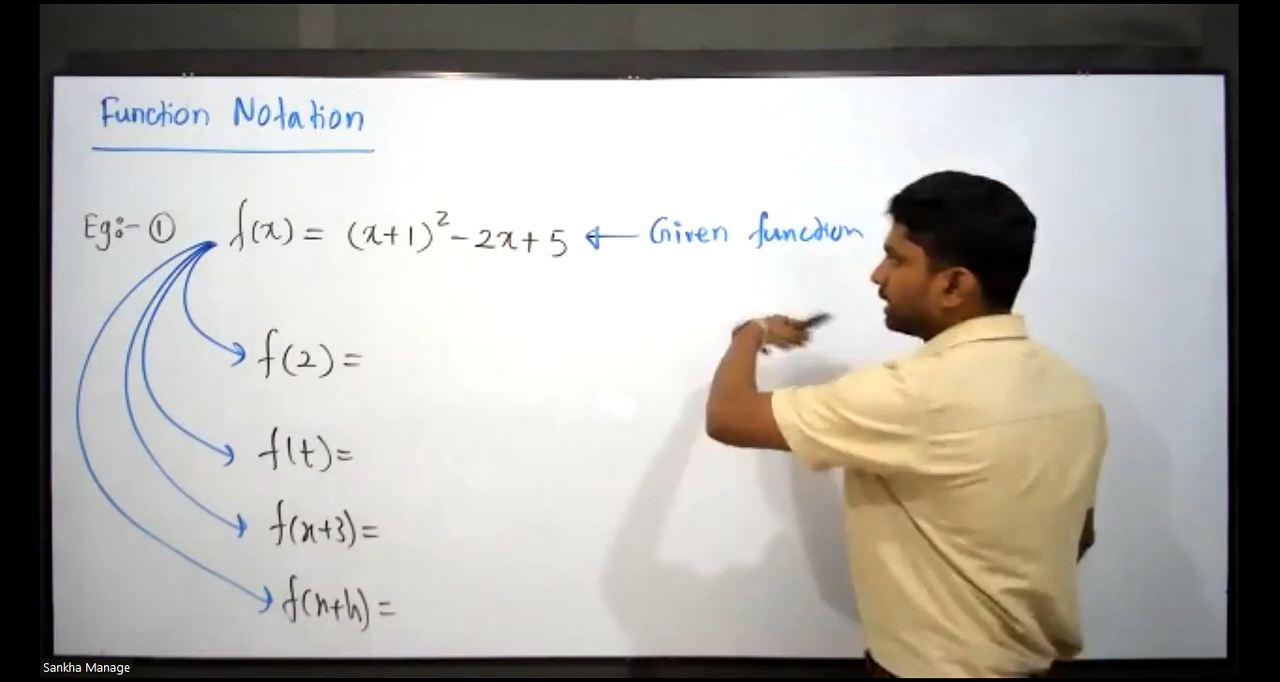 Function Notation
Eg:- ① f(x) = (x+1)² - 2x + 5 ← Given function
f(2) =
f(t) =
f(x+3) =
f(x+h) =
Sankha Manage